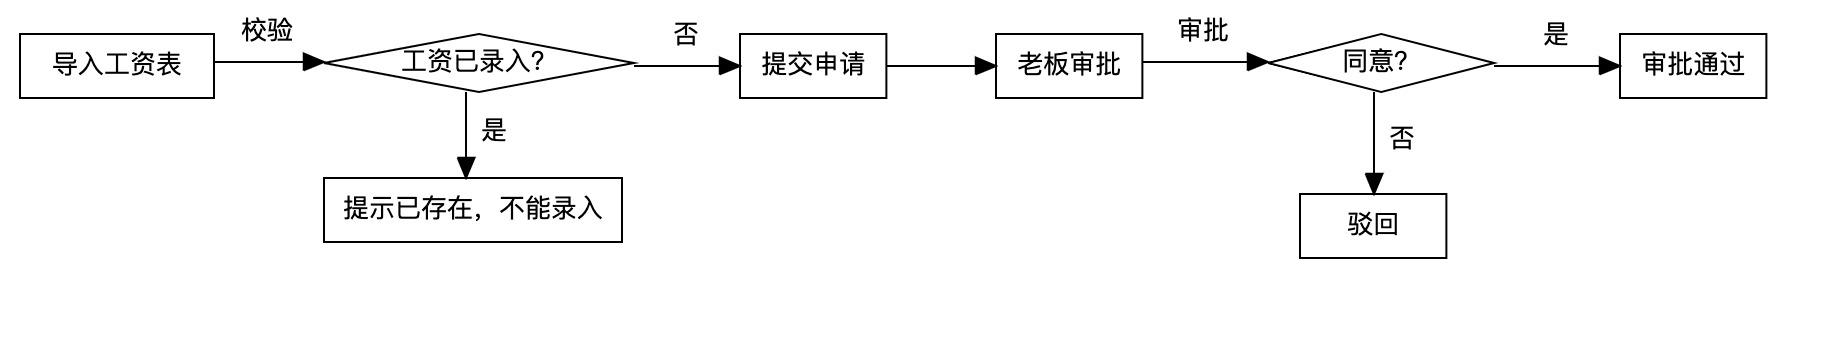 导入工资表
校验
工资已录入?
否
提交申请
老板审批
审批
同意?
是
审批通过
是
提示已存在，不能录入
否
驳回